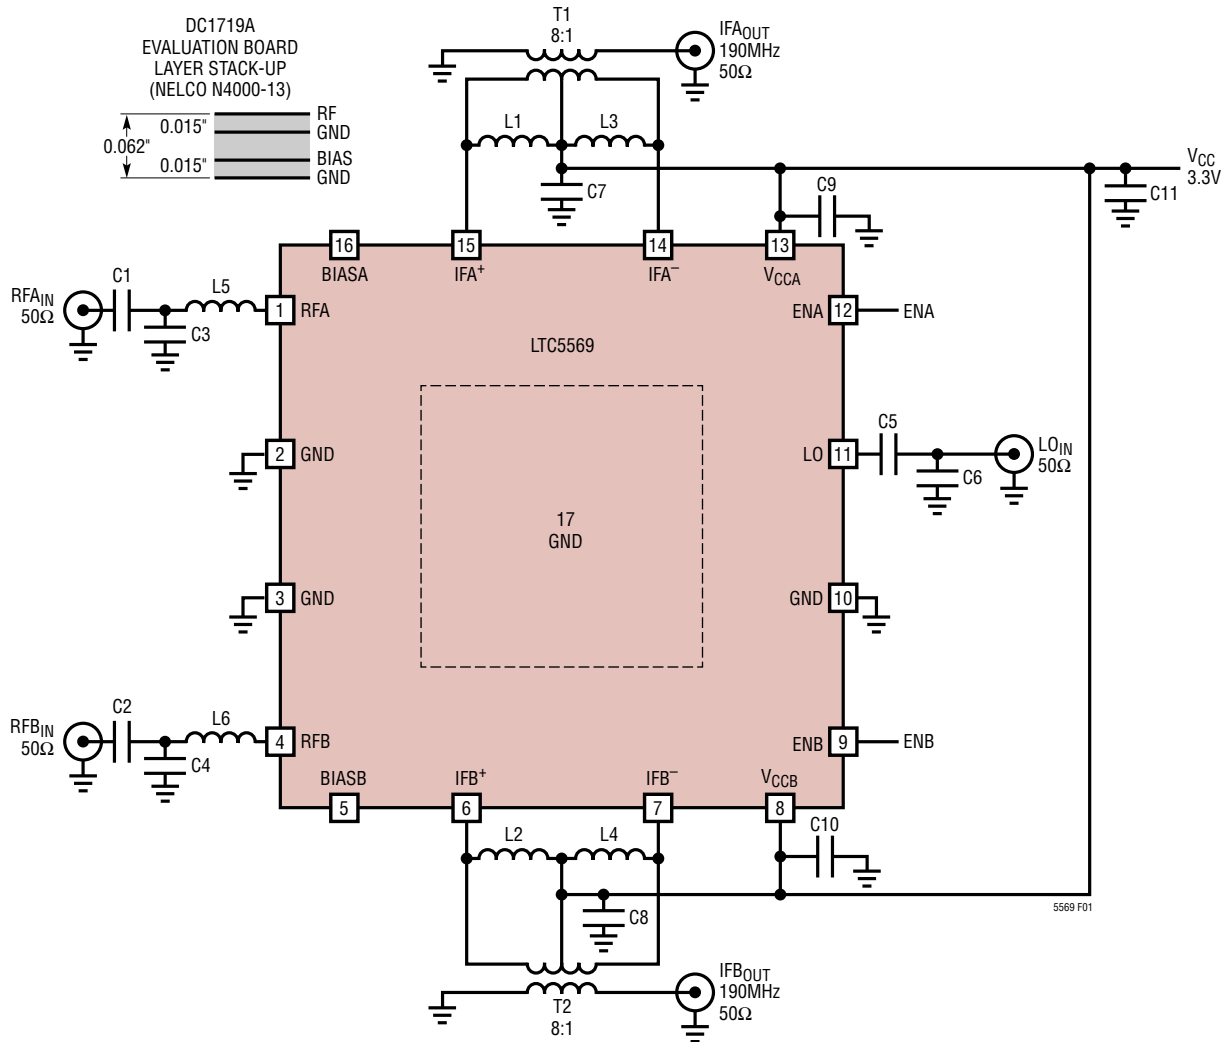 DC1719A
EVALUATION BOARD
LAYER STACK-UP
(NELCO N4000-13)
0.015"
0.062"
0.015"
RF
GND
BIAS
GND
T1
8:1
IFAOUT
190MHz
50Ω
L1
L3
C7
C9
C11
VCC
3.3V
16
BIASA
15
IFA+
14
IFA–
13
VCCA
RFAIN
50Ω
C1
C3
L5
1
RFA
LTC5569
ENA
12
ENA
2
GND
LO
11
C5
C6
LOIN
50Ω
17
GND
3
GND
GND
10
RFBIN
50Ω
C2
C4
L6
4
RFB
ENB
9
ENB
BIASB
5
IFB+
6
IFB–
7
VCCB
8
L2
L4
C10
C8
5569 F01
T2
8:1
IFBOUT
190MHz
50Ω